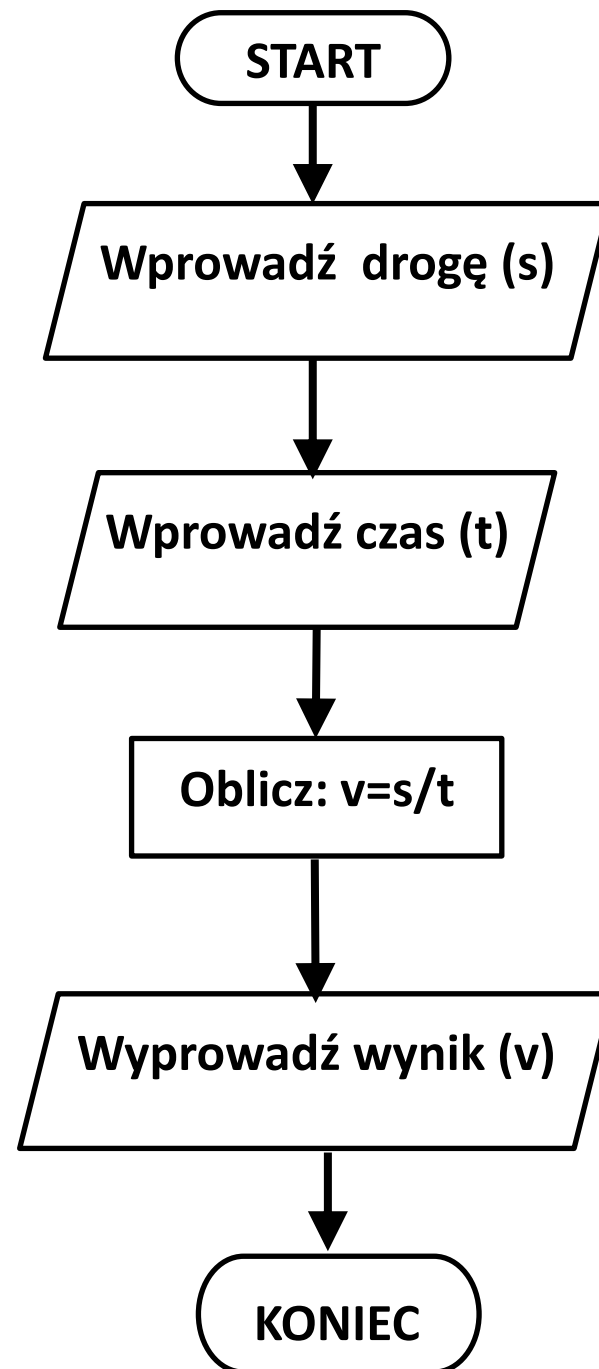 START
Wprowadź drogę (s)
Wprowadź czas (t)
Oblicz: v=s/t
Wyprowadź wynik (v)
KONIEC